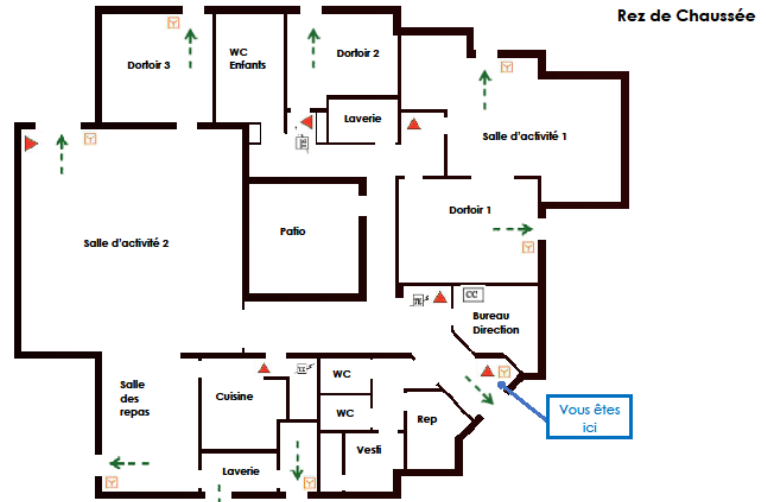 Rez de Chaussée
WC
Enfants
Dortoir 2
Dortoir 3
Laverie
Salle d'activité 1
Dortoir 1
Patio
Salle d'activité 2
CC
Bureau
Direction
WC
Salle
des
repas
Cuisine
WC
Vous êtes
ici
Rep
Vesti
Laverie